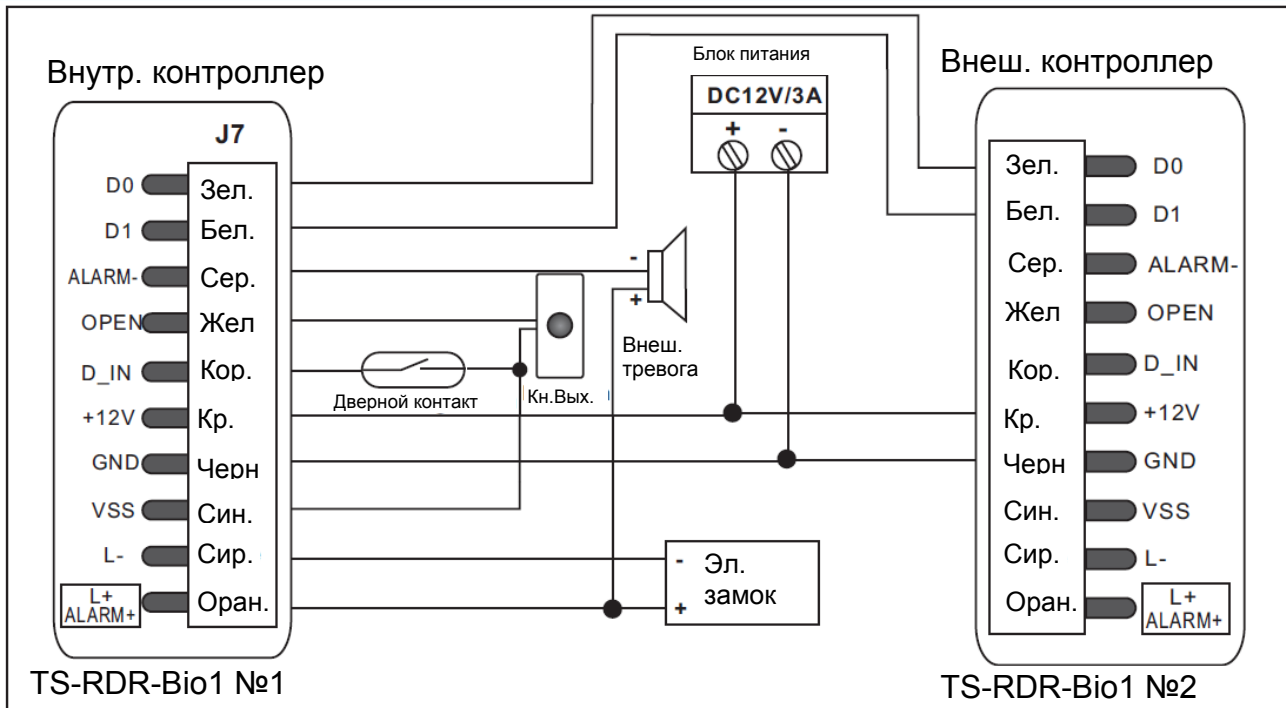 Блок питания
Внутр. контроллер
Внеш. контроллер
DC12V/3A
+ -
J7
D0 Зел.
D1 Бел.
ALARM- Сер.
OPEN Жел
D_IN Кор.
+12V Кр.
GND Черн
VSS Син.
L- Сир.
L+
ALARM+ Оран.
-
+
Внеш.
тревога
Дверной контакт
Кн.Вых.
- Эл.
замок
+
Зел. D0
Бел. D1
Сер. ALARM-
Жел OPEN
Кор. D_IN
Кр. +12V
Черн GND
Син. VSS
Сир. L-
Оран. L+
ALARM+
TS-RDR-Bio1 №1
TS-RDR-Bio1 №2